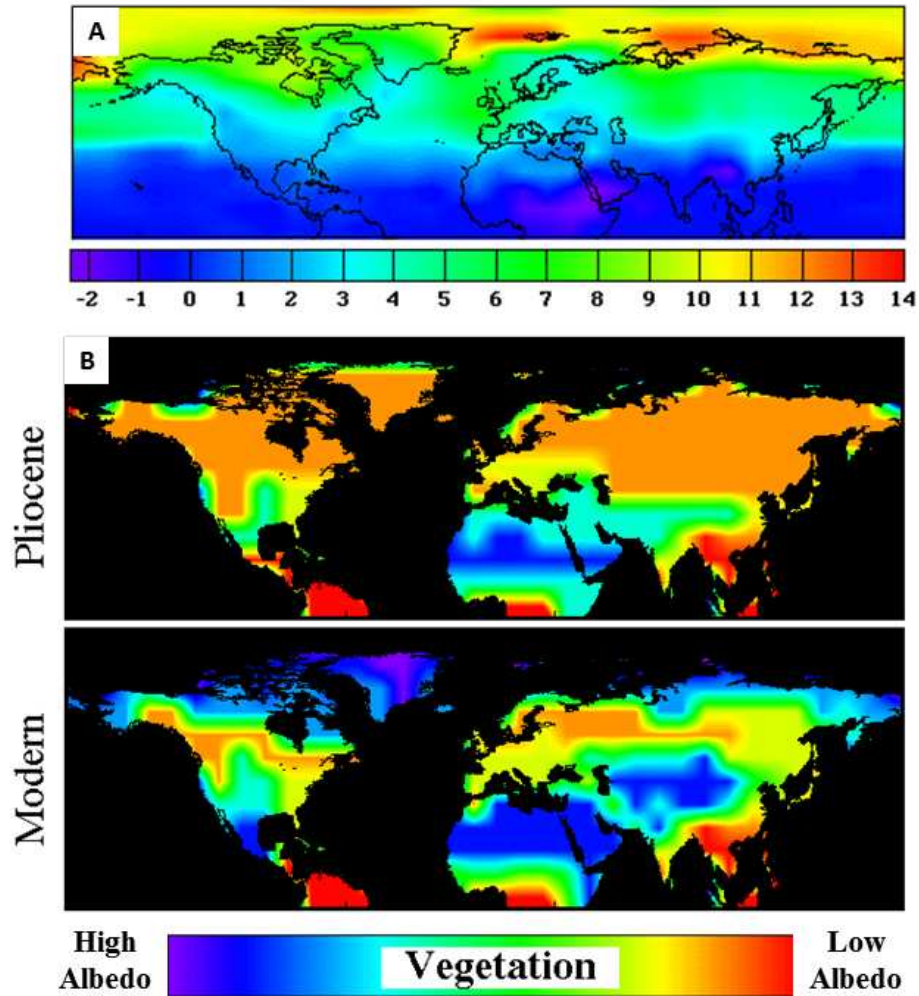 A
-2 -1 0 1 2 3 4 5 6 7 8 9 10 11 12 13 14
B
Pliocene
Modern
High Albedo
Vegetation
Low Albedo